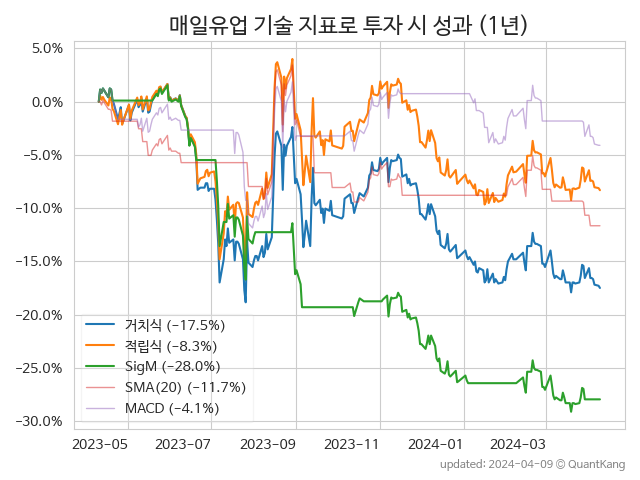 매일유업 기술 지표로 투자 시 성과 (1년)
5.0%
0.0%
−5.0%
−10.0%
−15.0%
−20.0%
−25.0%
−30.0%
거치식 (−17.5%)
적립식 (−8.3%)
SigM (−28.0%)
SMA(20) (−11.7%)
MACD (−4.1%)
2023-05 2023-07 2023-09 2023-11 2024-01 2024-03
updated: 2024-04-09 © QuantKang